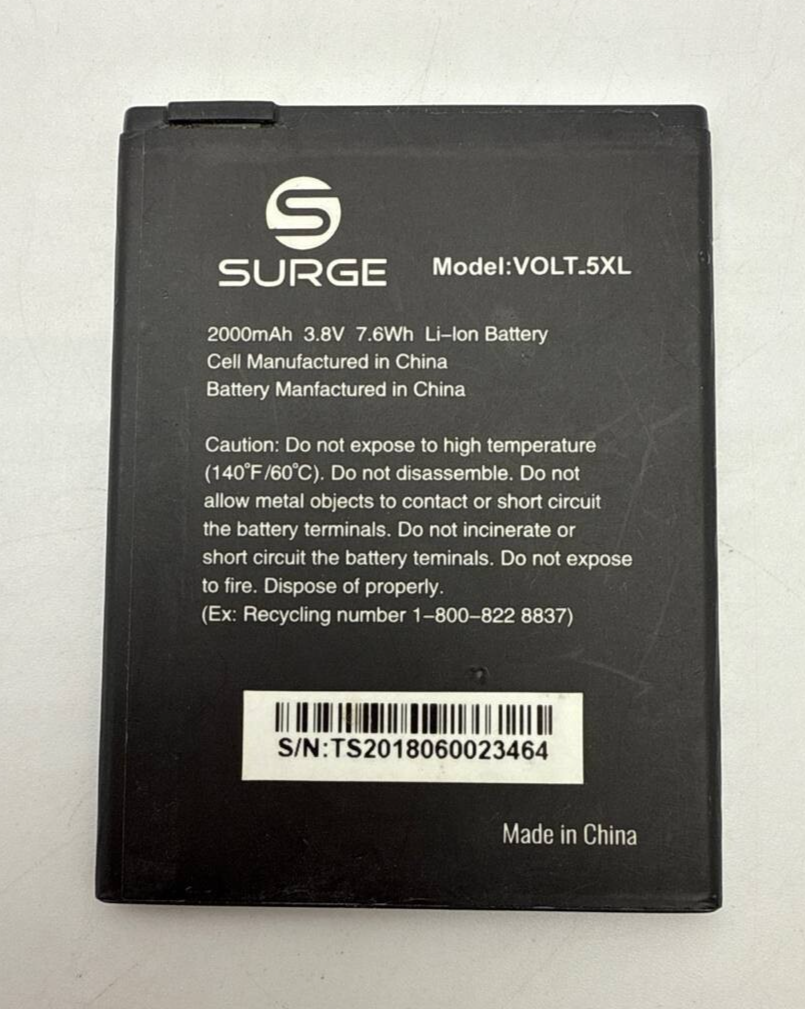 S
SURGE Model:VOLT.5XL
2000mAh 3.8V 7.6Wh Li-Ion Battery
Cell Manufactured in China
Battery Manfactured in China
Caution: Do not expose to high temperature
(140°F/60°C). Do not disassemble. Do not
allow metal objects to contact or short circuit
the battery terminals. Do not incinerate or
short circuit the battery teminals. Do not expose
to fire. Dispose of properly.
(Ex: Recycling number 1-800-822 8837)
S/N:TS2018060023464
Made in China